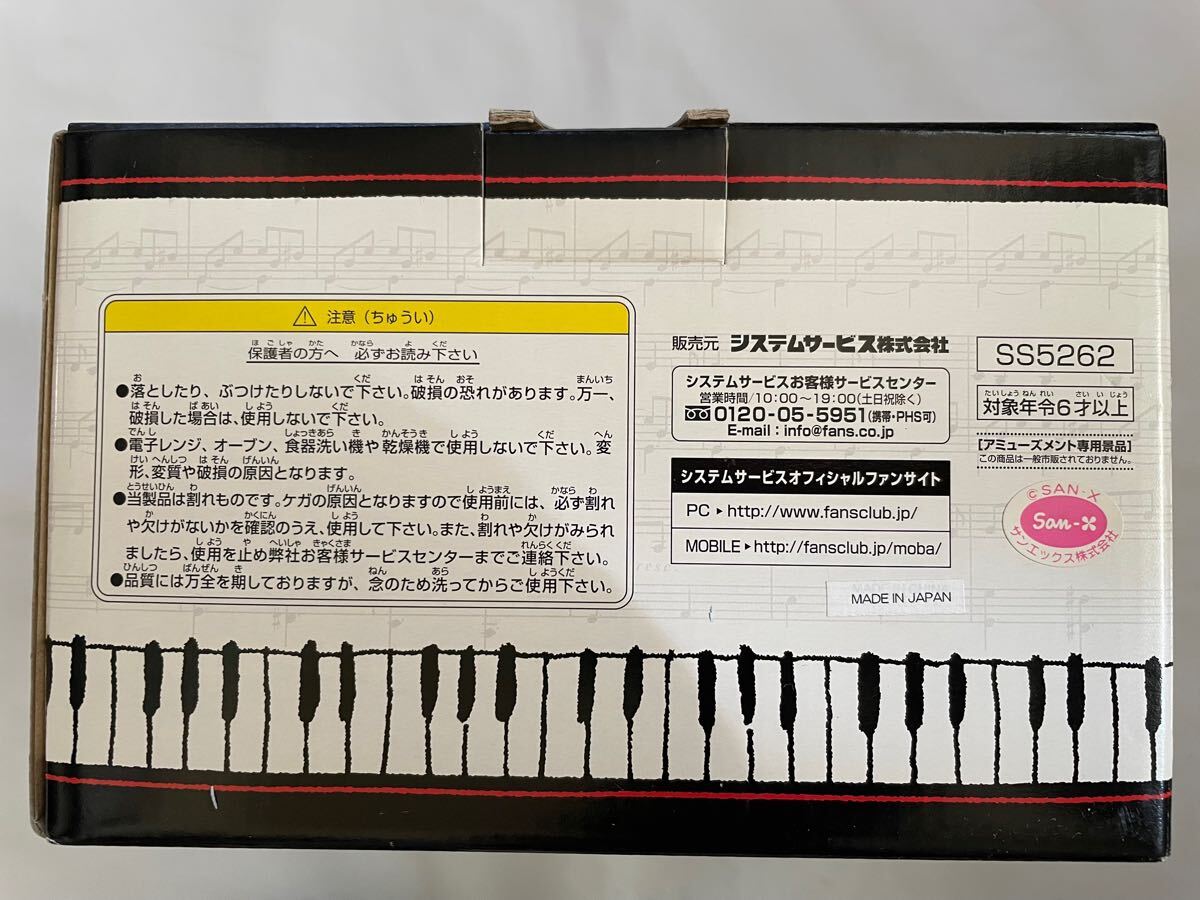 ⚠ 注意（ちゅうい）
保護者の方へ 必ずお読み下さい
●落としたり、ぶつけたりしないで下さい。破損の恐れがあります。万一、
破損した場合は、使用しないで下さい。
●電子レンジ、オーブン、食器洗い機や乾燥機で使用しないで下さい。変
形、変質や破損の原因となります。
●当製品は割れものです。ケガの原因となりますので使用前には、必ず割れ
や欠けがないかを確認のうえ、使用して下さい。また、割れや欠けがみられ
ましたら、使用を止め弊社お客様サービスセンターまでご連絡下さい。
●品質には万全を期しておりますが、念のため洗ってからご使用下さい。
販売元 システムサービス株式会社
システムサービスお客様サービスセンター
営業時間/10:00〜19:00(土日祝除く)
0120-05-5951(携帯・PHS可)
E-mail：info@fans.co.jp
システムサービスオフィシャルファンサイト
PC▶http://www.fansclub.jp/
MOBILE▶http://fansclub.jp/moba/
MADE IN JAPAN
SS5262
対象年令6才以上
[アミューズメント専用景品]
この商品は一般市販されておりません。
©SAN-X
San-X
サンエックス株式会社